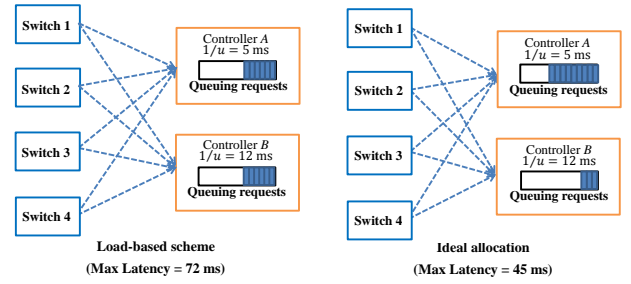 Switch 1
Switch 2
Switch 3
Switch 4
Controller A
1/u = 5 ms
Queuing requests
Controller B
1/u = 12 ms
Queuing requests
Load-based scheme
(Max Latency = 72 ms)
Switch 1
Switch 2
Switch 3
Switch 4
Controller A
1/u = 5 ms
Queuing requests
Controller B
1/u = 12 ms
Queuing requests
Ideal allocation
(Max Latency = 45 ms)